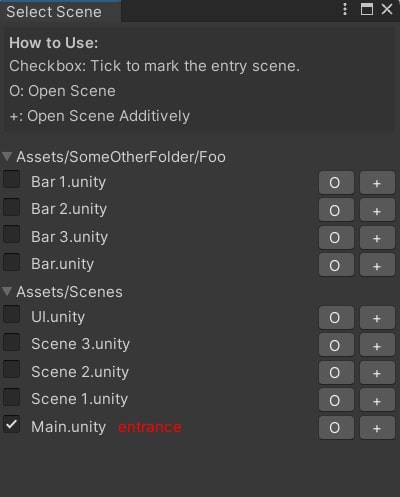 Select Scene
How to Use:
Checkbox: Tick to mark the entry scene.
O: Open Scene
+: Open Scene Additively
Assets/SomeOtherFolder/Foo
Bar 1.unity O +
Bar 2.unity O +
Bar 3.unity O +
Bar.unity O +
Assets/Scenes
UI.unity O +
Scene 3.unity O +
Scene 2.unity O +
Scene 1.unity O +
Main.unity entrance O +